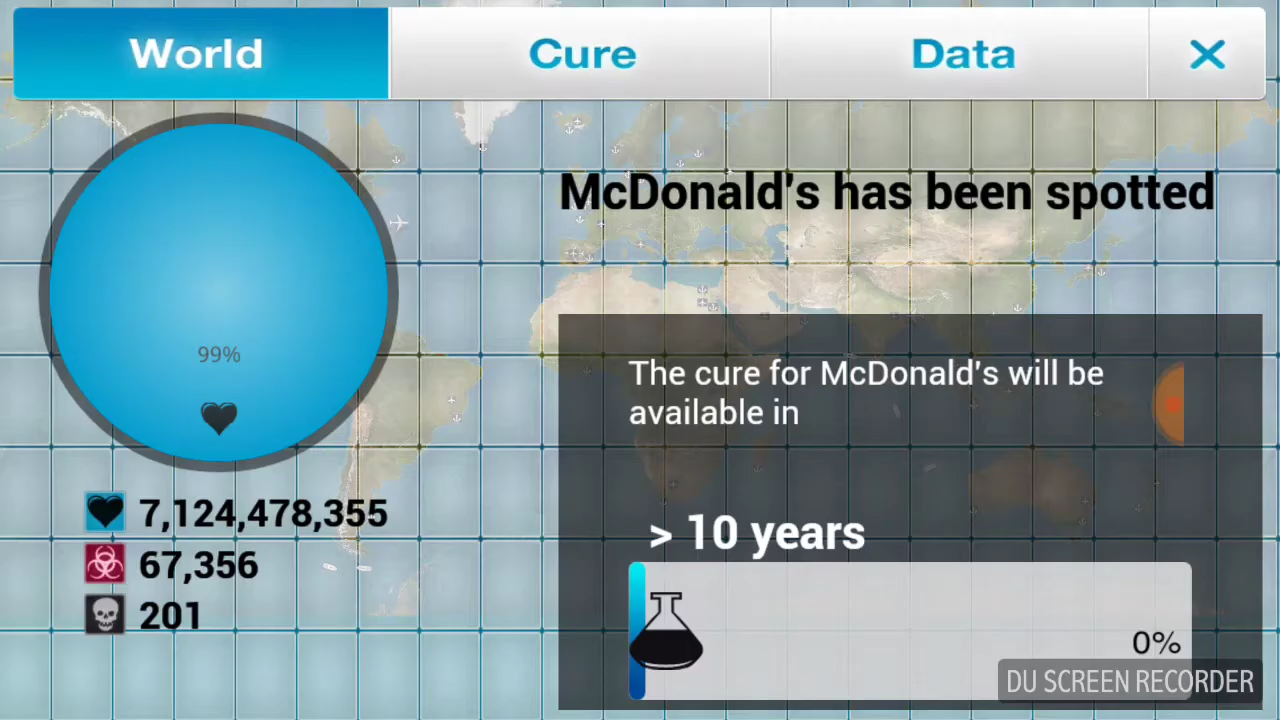 World
Cure
Data
McDonald's has been spotted
99%
The cure for McDonald's will be
available in
> 10 years
7,124,478,355
67,356
201
0%
DU SCREEN RECORDER